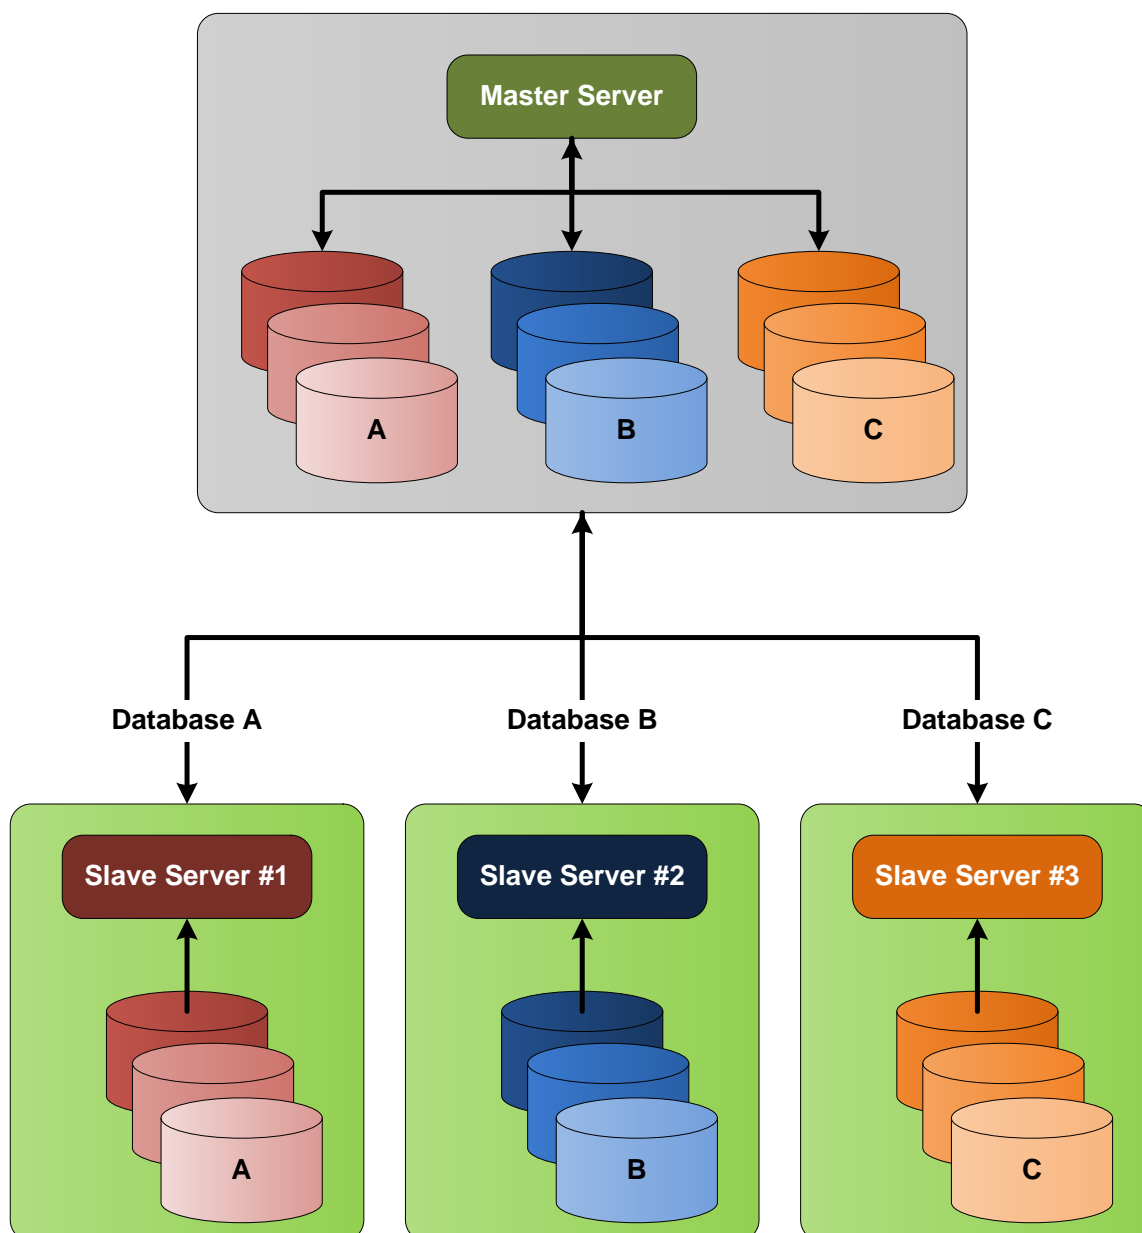 Master Server
A
B
C
Database A
Database B
Database C
Slave Server #1
Slave Server #2
Slave Server #3
A
B
C